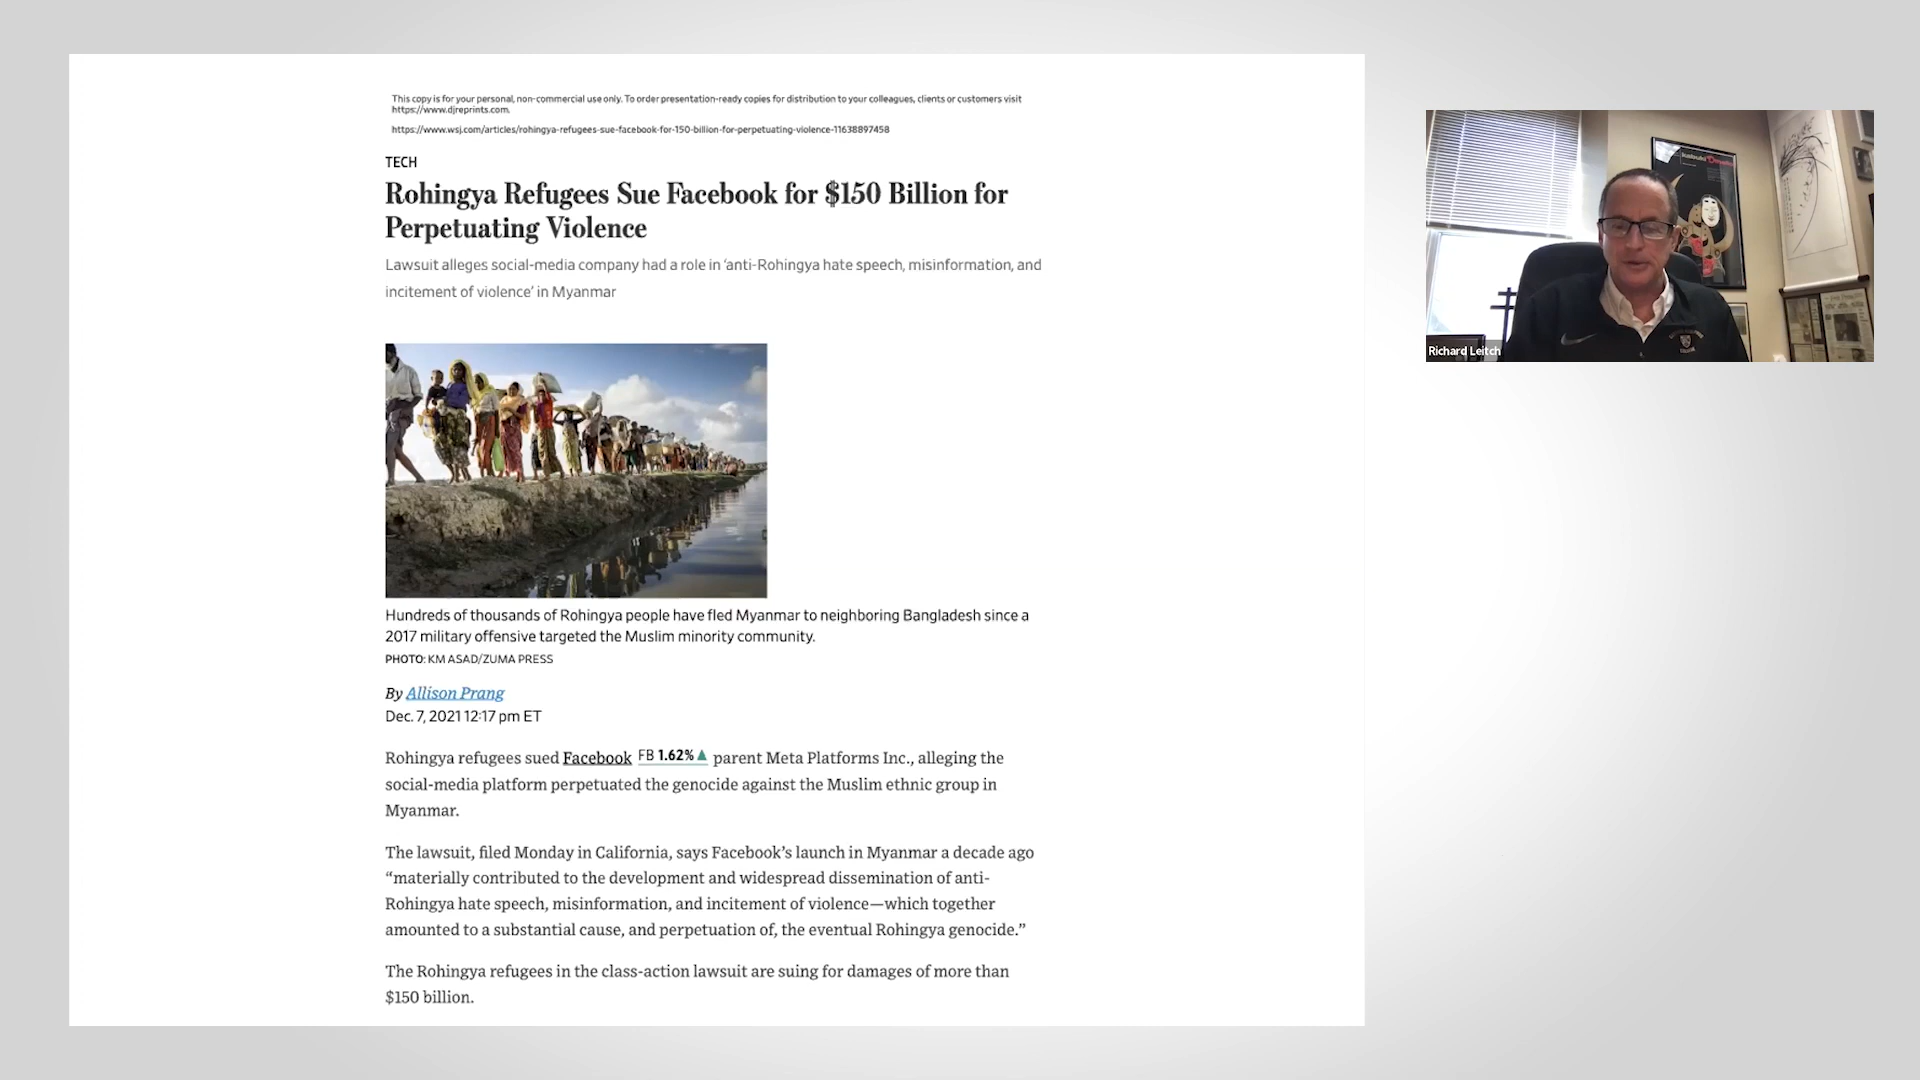 This copy is for your personal, non-commercial use only. To order presentation-ready copies for distribution to your colleagues, clients or customers visit
https://www.djreprints.com.
https://www.wsj.com/articles/rohingya-refugees-sue-facebook-for-150-billion-for-perpetuating-violence-11638897458
TECH
Rohingya Refugees Sue Facebook for $150 Billion for
Perpetuating Violence
Lawsuit alleges social-media company had a role in ‘anti-Rohingya hate speech, misinformation, and
incitement of violence’ in Myanmar
Hundreds of thousands of Rohingya people have fled Myanmar to neighboring Bangladesh since a
2017 military offensive targeted the Muslim minority community.
PHOTO: KM ASAD/ZUMA PRESS
By Allison Prang
Dec. 7, 2021 12:17 pm ET
Rohingya refugees sued Facebook FB 1.62%▲ parent Meta Platforms Inc., alleging the
social-media platform perpetuated the genocide against the Muslim ethnic group in
Myanmar.
The lawsuit, filed Monday in California, says Facebook’s launch in Myanmar a decade ago
“materially contributed to the development and widespread dissemination of anti-
Rohingya hate speech, misinformation, and incitement of violence—which together
amounted to a substantial cause, and perpetuation of, the eventual Rohingya genocide.”
The Rohingya refugees in the class-action lawsuit are suing for damages of more than
$150 billion.
Richard Leitch